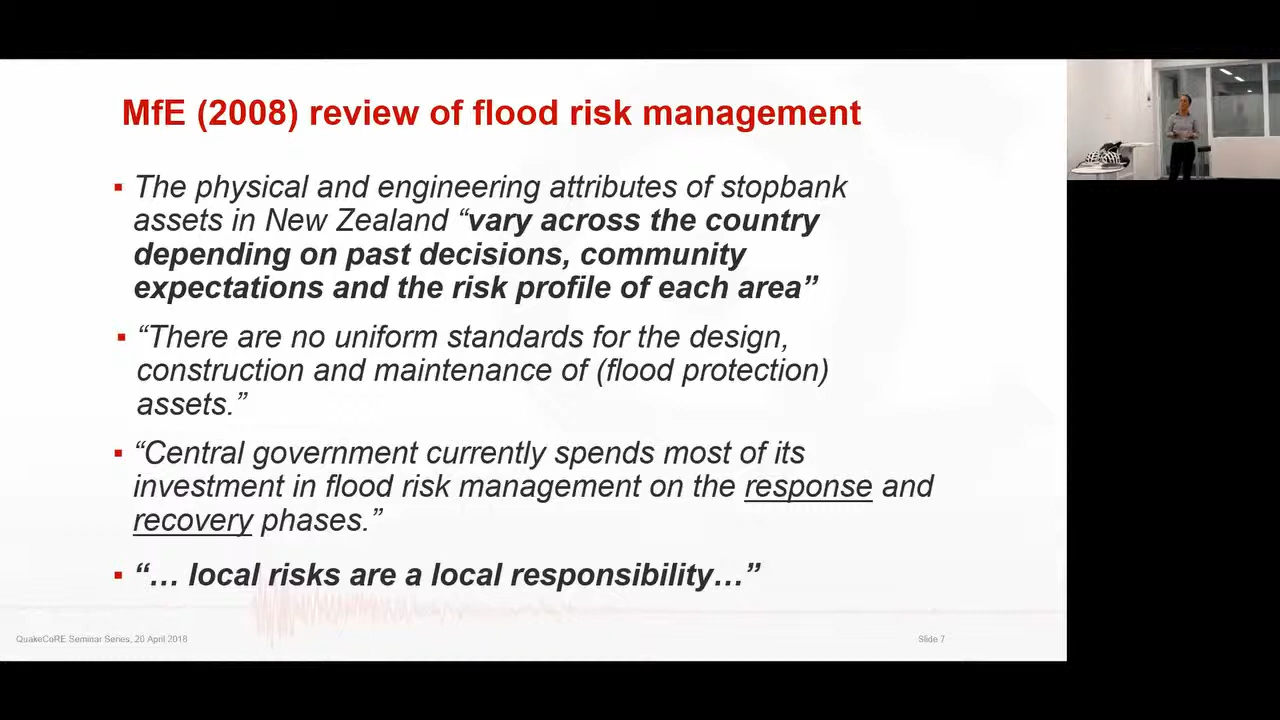 MfE (2008) review of flood risk management
▪ The physical and engineering attributes of stopbank
assets in New Zealand “vary across the country
depending on past decisions, community
expectations and the risk profile of each area”
▪ “There are no uniform standards for the design,
construction and maintenance of (flood protection)
assets.”
▪ “Central government currently spends most of its
investment in flood risk management on the response and
recovery phases.”
▪ “… local risks are a local responsibility…”
QuakeCoRE Seminar Series, 20 April 2018
Slide 7